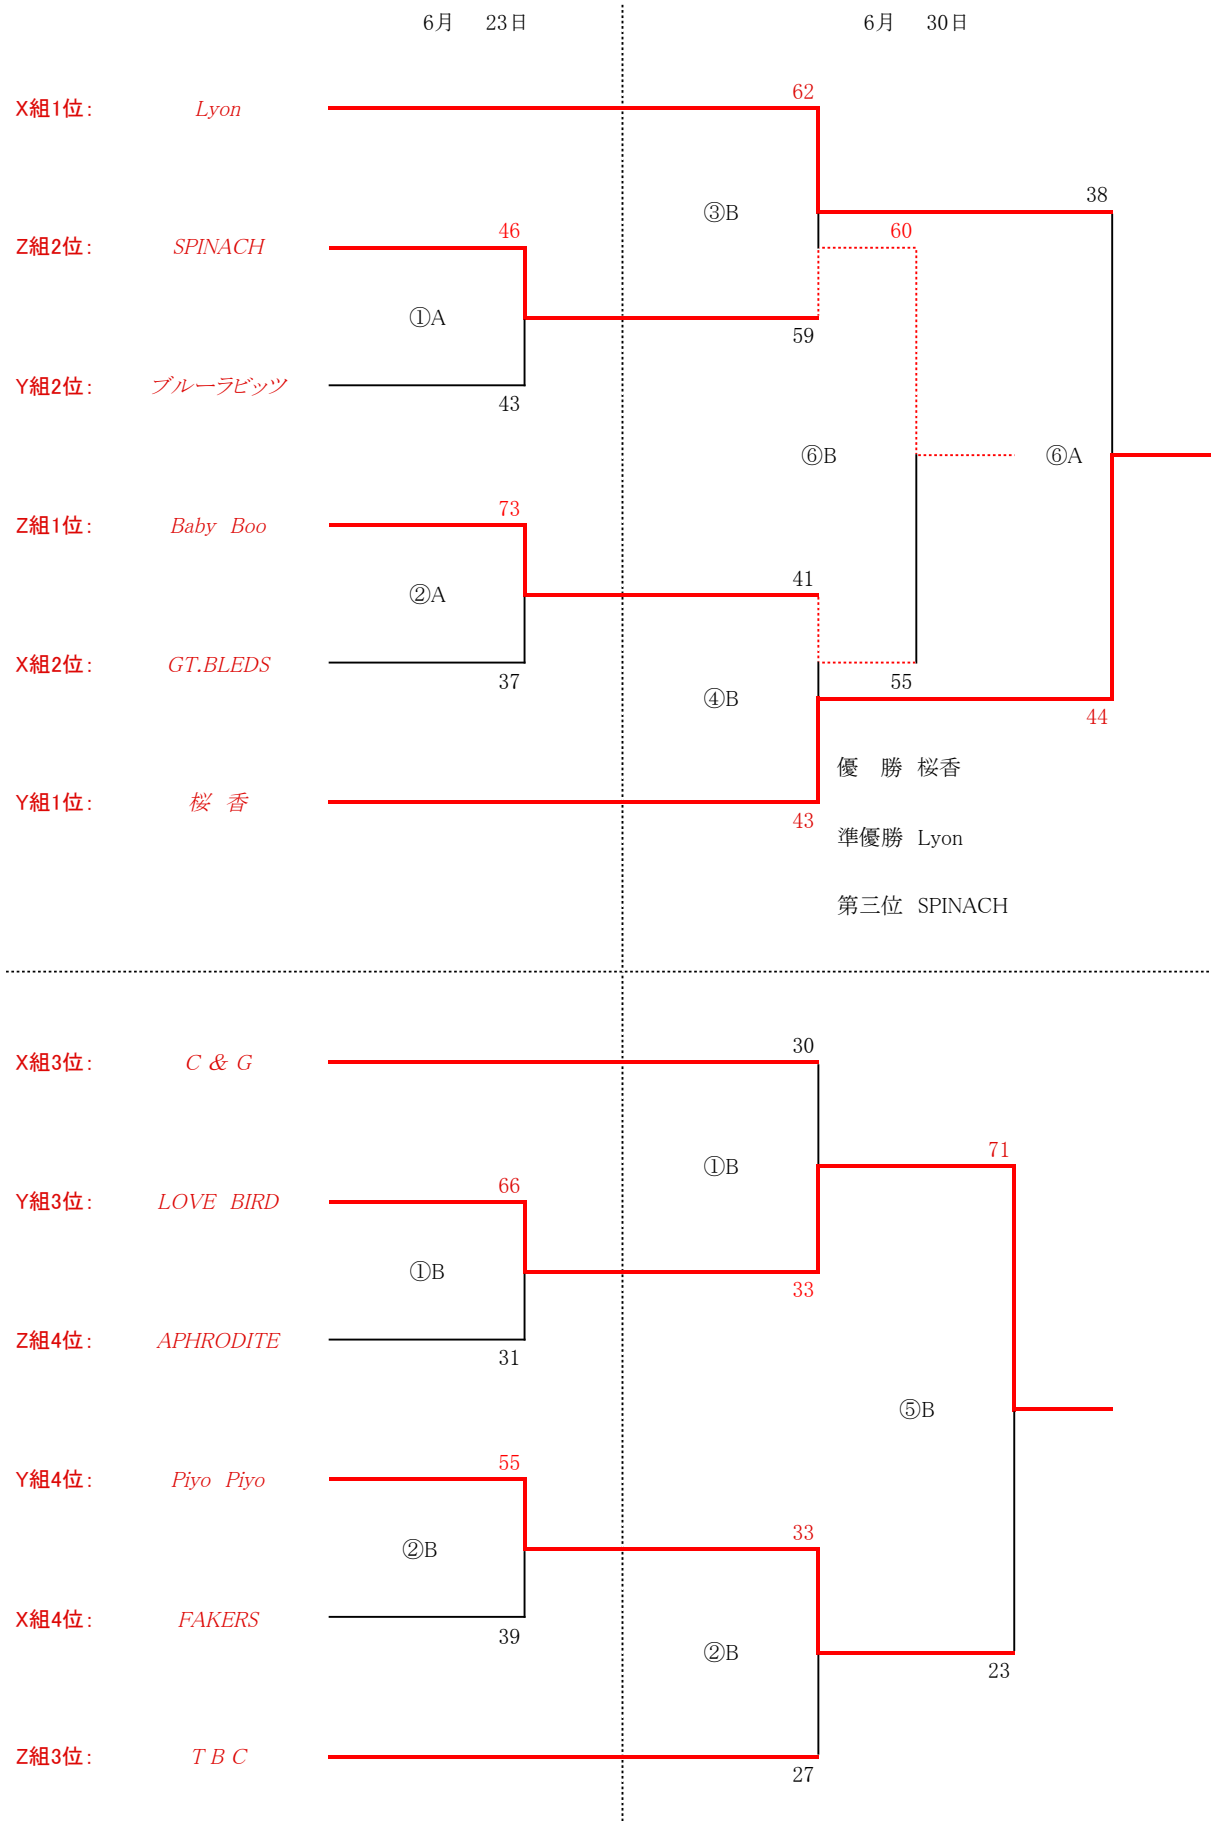 6月 23日 6月 30日
62
X組1位: Lyon
38
③B
46 60
Z組2位: SPINACH
①A
59
Y組2位: ブルーラビッツ
43
⑥B ⑥A
73
Z組1位: Baby Boo
41
②A
X組2位: GT.BLEDS
37 55
④B
44
優 勝 桜香
Y組1位: 桜 香
43
準優勝 Lyon
第三位 SPINACH
30
X組3位: C & G
71
①B
66
Y組3位: LOVE BIRD
①B
33
Z組4位: APHRODITE
31
⑤B
55
Y組4位: Piyo Piyo
33
②B
X組4位: FAKERS
39
②B
23
Z組3位: T B C
27